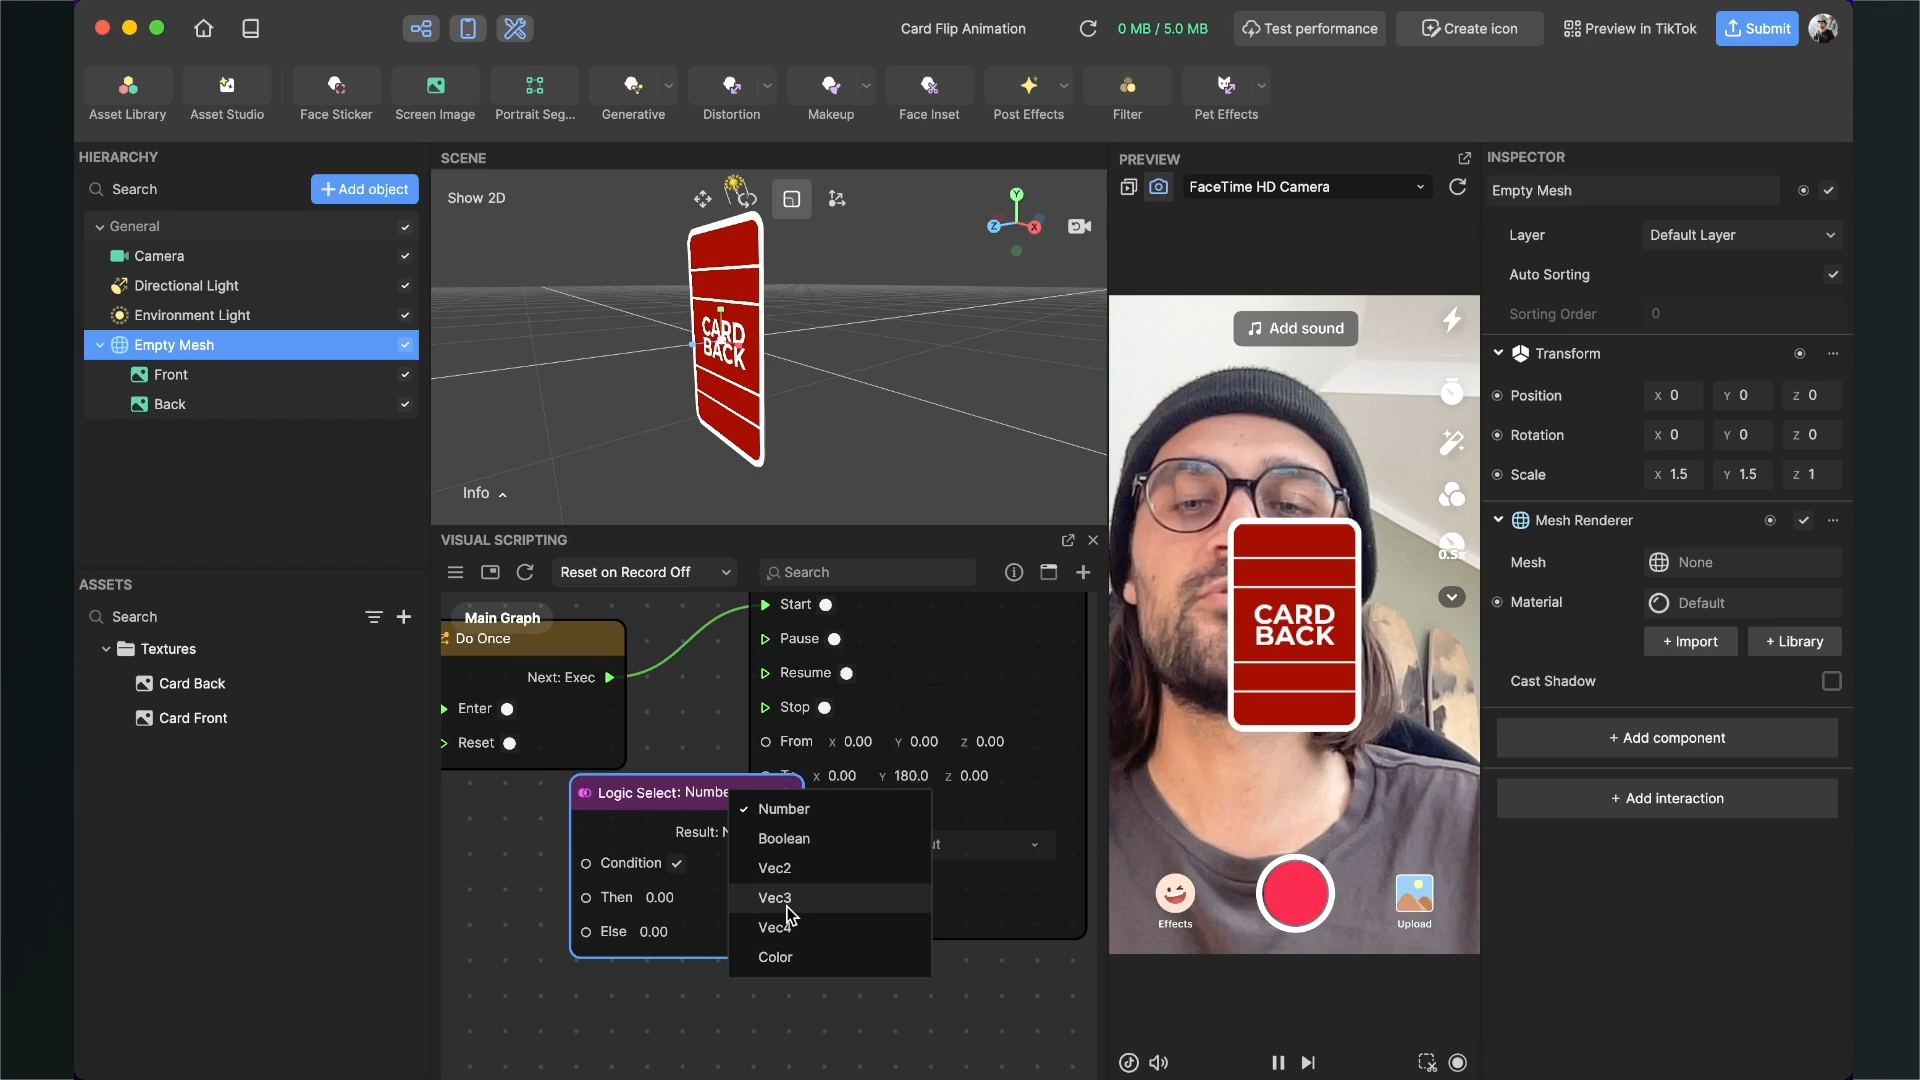 Card Flip Animation
0 MB / 5.0 MB
Test performance
Create icon
Preview in TikTok
Submit
Asset Library
Asset Studio
Face Sticker
Screen Image
Portrait Seg...
Generative
Distortion
Makeup
Face Inset
Post Effects
Filter
Pet Effects
HIERARCHY
Search
+ Add object
General
Camera
Directional Light
Environment Light
Empty Mesh
Front
Back
ASSETS
Search
Textures
Card Back
Card Front
SCENE
Show 2D
Y
Z
X
CARD
BACK
Info
VISUAL SCRIPTING
Reset on Record Off
Search
Main Graph
Do Once
Next: Exec
Enter
Reset
Start
Pause
Resume
Stop
From X 0.00 Y 0.00 Z 0.00
X 0.00 Y 180.0 Z 0.00
Logic Select: Numbe
Result: N
Condition
Then 0.00
Else 0.00
Number
Boolean
Vec2
Vec3
Vec4
Color
ut
PREVIEW
FaceTime HD Camera
Add sound
0.5x
CARD
BACK
Effects
Upload
INSPECTOR
Empty Mesh
Layer Default Layer
Auto Sorting
Sorting Order 0
Transform
Position X 0 Y 0 Z 0
Rotation X 0 Y 0 Z 0
Scale X 1.5 Y 1.5 Z 1
Mesh Renderer
Mesh None
Material Default
+ Import
+ Library
Cast Shadow
+ Add component
+ Add interaction